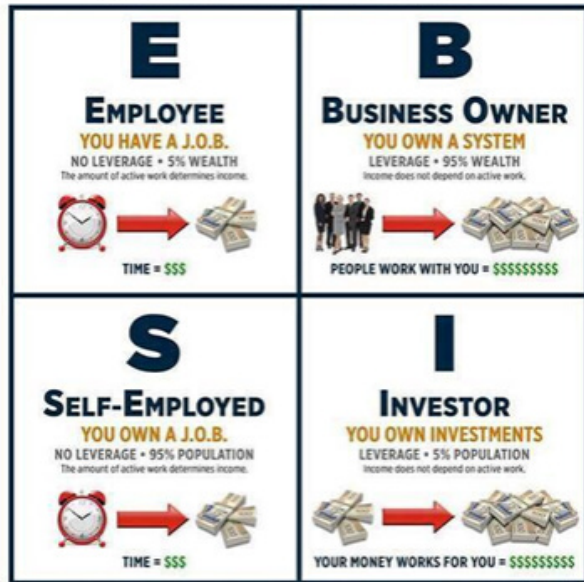 E
EMPLOYEE
YOU HAVE A J.O.B.
NO LEVERAGE • 5% WEALTH
The amount of active work determines income.
TIME = $$$
B
BUSINESS OWNER
YOU OWN A SYSTEM
LEVERAGE • 95% WEALTH
Income does not depend on active work.
PEOPLE WORK WITH YOU = $$$$$$$$$
S
SELF-EMPLOYED
YOU OWN A J.O.B.
NO LEVERAGE • 95% POPULATION
The amount of active work determines income.
TIME = $$$
I
INVESTOR
YOU OWN INVESTMENTS
LEVERAGE • 5% POPULATION
Income does not depend on active work.
YOUR MONEY WORKS FOR YOU = $$$$$$$$$